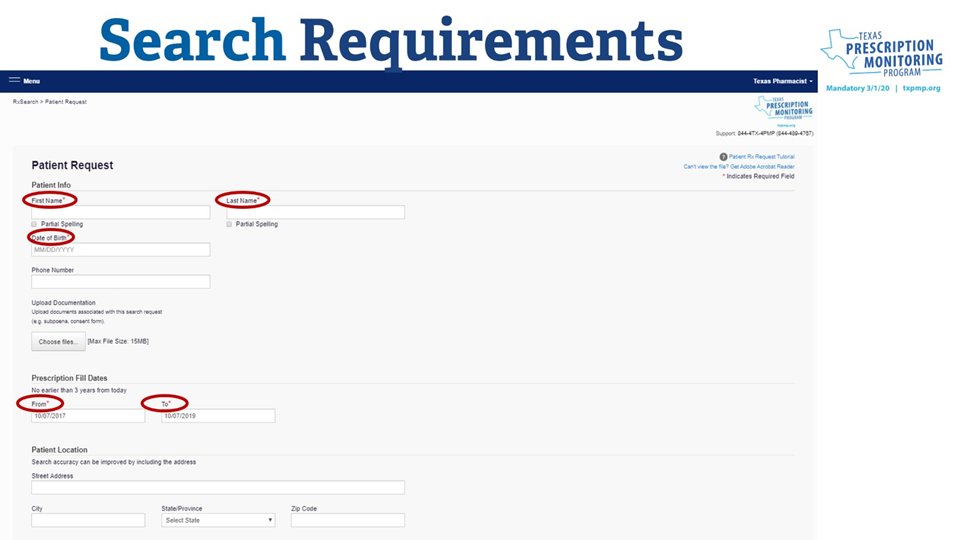 Search Requirements
TEXAS
PRESCRIPTION
MONITORING
PROGRAM
Mandatory 3/1/20 | txpmp.org
Menu
Texas Pharmacist
RxSearch > Patient Request
TEXAS
PRESCRIPTION
MONITORING
PROGRAM
txpmp.org
Support: 844-4TX-4PMP (844-489-4767)
Patient Request
? Patient Rx Request Tutorial
Can't view the file? Get Adobe Acrobat Reader
* Indicates Required Field
Patient Info
First Name* Last Name*
Partial Spelling Partial Spelling
Date of Birth*
MM/DD/YYYY
Phone Number
Upload Documentation
Upload documents associated with this search request
(e.g. subpoena, consent form).
Choose files... [Max File Size: 15MB]
Prescription Fill Dates
No earlier than 3 years from today
From* To*
10/07/2017 10/07/2019
Patient Location
Search accuracy can be improved by including the address
Street Address
City State/Province Zip Code
Select State